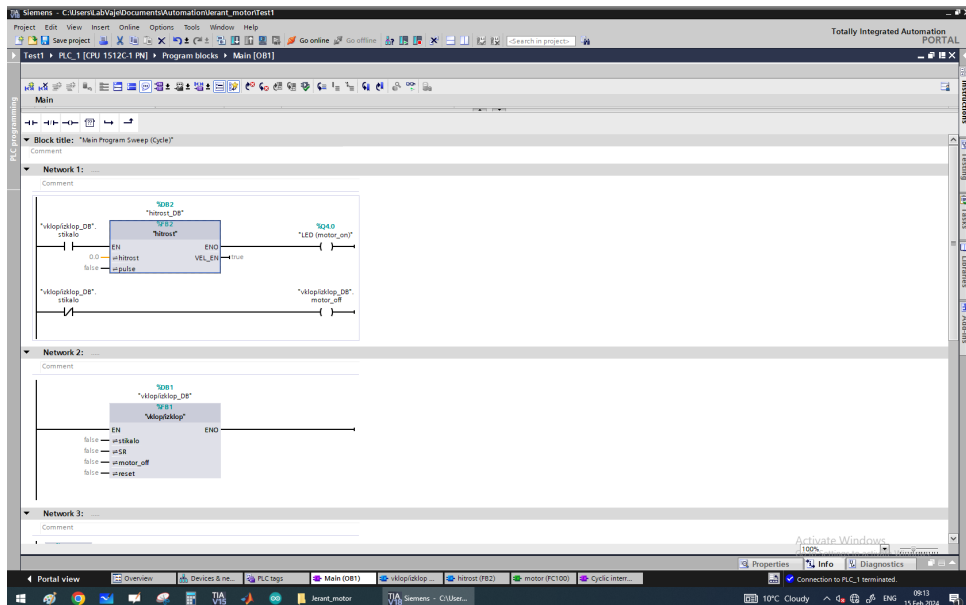 Siemens - C:\Users\LabVaje\Documents\Automation\Jerant_motor\Test1
Project Edit View Insert Online Options Tools Window Help
Totally Integrated Automation
PORTAL
Save project
Go online
Go offline
<Search in project>
Test1 ▸ PLC_1 [CPU 1512C-1 PN] ▸ Program blocks ▸ Main [OB1]
PLC programming
Main
Block title: "Main Program Sweep (Cycle)"
Comment
Network 1: ....
Comment
%DB2
"hitrost_DB"
"vklop/izklop_DB".
stikalo
%FB2
"hitrost"
%Q4.0
"LED (motor_on)"
EN ENO
0.0 hitrost VEL_EN true
false pulse
"vklop/izklop_DB".
stikalo
"vklop/izklop_DB".
motor_off
Network 2: ....
Comment
%DB1
"vklop/izklop_DB"
%FB1
"vklop/izklop"
EN ENO
false stikalo
false SR
false motor_off
false reset
Network 3: ....
Comment
Instructions
Testing
Tasks
Libraries
Add-ins
Activate Windows
100%
Properties Info Diagnostics
Portal view Overview Devices & ne... PLC tags Main (OB1) vklop/izklop ... hitrost (FB2) motor (FC100) Cyclic interr...
Connection to PLC_1 terminated.
TIA V15
Jerant_motor
TIA V18
Siemens - C:\User...
10°C Cloudy
ENG
09:13
15 Feb 2024